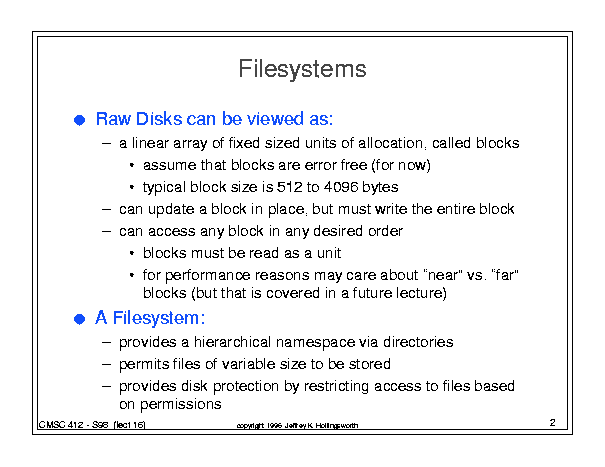 Filesystems
Raw Disks can be viewed as:
– a linear array of fixed sized units of allocation, called blocks
• assume that blocks are error free (for now)
• typical block size is 512 to 4096 bytes
– can update a block in place, but must write the entire block
– can access any block in any desired order
• blocks must be read as a unit
• for performance reasons may care about “near” vs. “far”
blocks (but that is covered in a future lecture)
A Filesystem:
– provides a hierarchical namespace via directories
– permits files of variable size to be stored
– provides disk protection by restricting access to files based
on permissions
CMSC 412 - S96 (lect 16)
copyright 1996 Jeffrey K. Hollingsworth
2